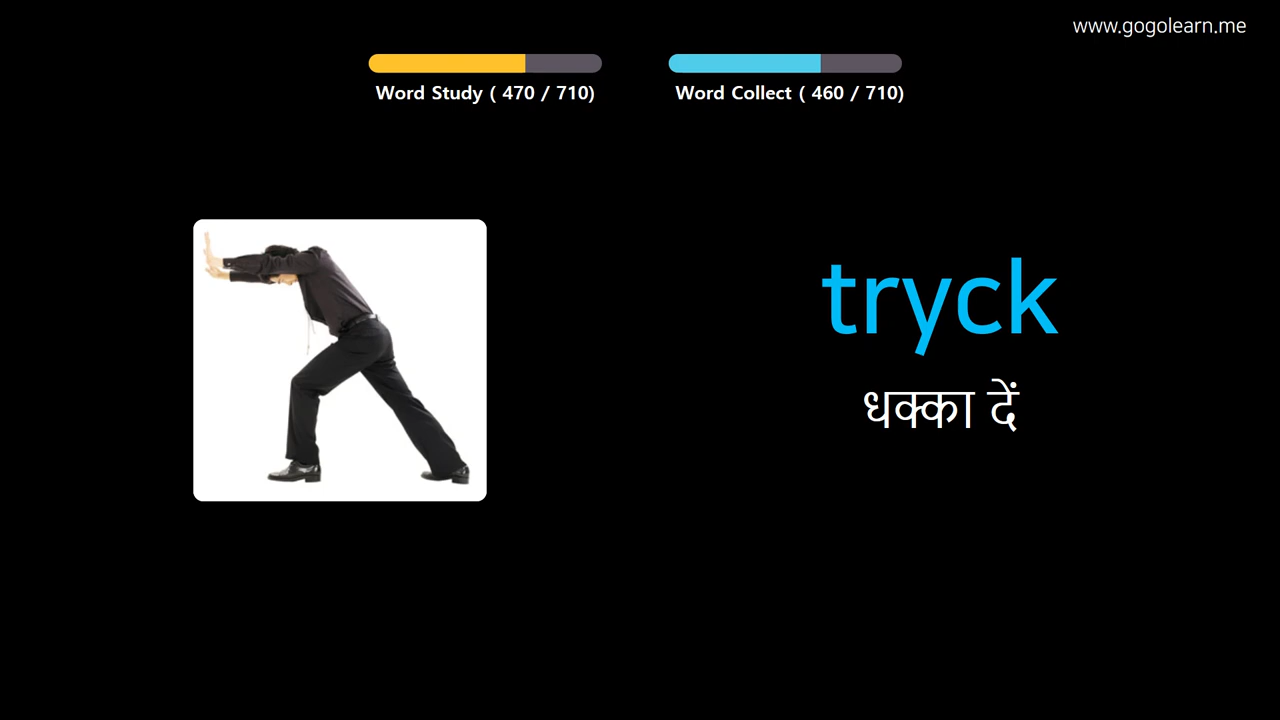 www.gogolearn.me
Word Study ( 470 / 710)
Word Collect ( 460 / 710)
tryck
धक्का दें